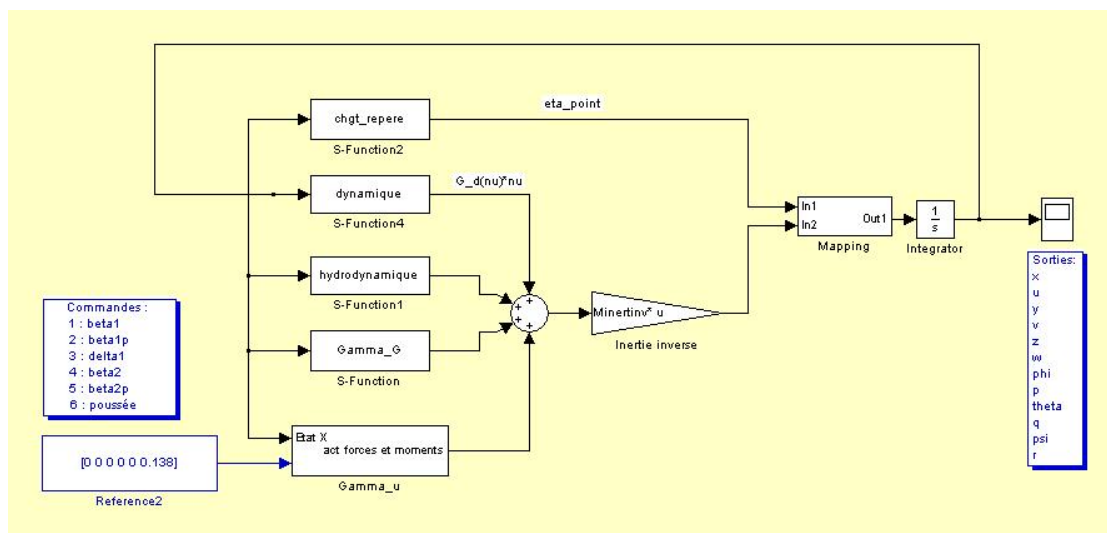 eta_point
chgt_repere
S-Function2
G_d(nu)*nu
dynamique
S-Function4
In1
In2
Out1
Mapping
1
s
Integrator
hydrodynamique
S-Function1
+
+
+
+
Minertinv* u
Inertie inverse
Gamma_G
S-Function
Commandes :
1 : beta1
2 : beta1p
3 : delta1
4 : beta2
5 : beta2p
6 : poussée
Etat X
act forces et moments
Gamma_u
[0 0 0 0 0 0.138]
Reference2
Sorties:
x
u
y
v
z
w
phi
p
theta
q
psi
r